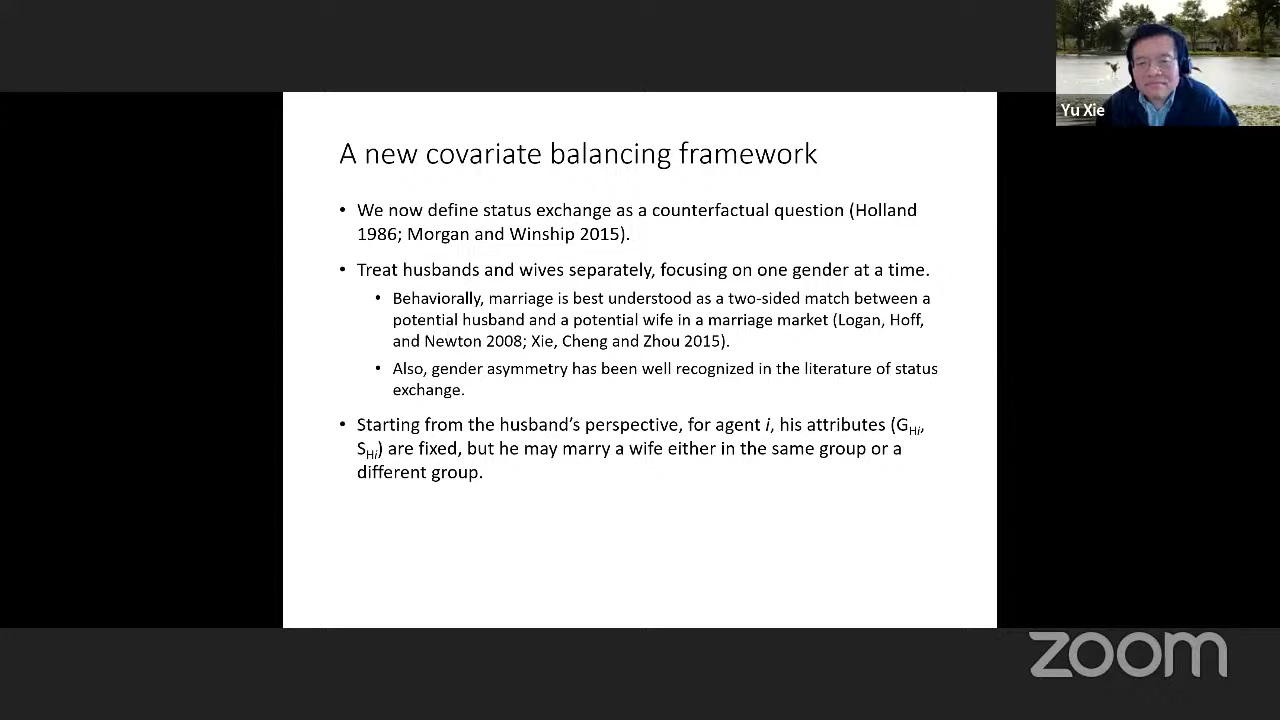 Yu Xie
A new covariate balancing framework
• We now define status exchange as a counterfactual question (Holland
1986; Morgan and Winship 2015).
• Treat husbands and wives separately, focusing on one gender at a time.
• Behaviorally, marriage is best understood as a two-sided match between a
potential husband and a potential wife in a marriage market (Logan, Hoff,
and Newton 2008; Xie, Cheng and Zhou 2015).
• Also, gender asymmetry has been well recognized in the literature of status
exchange.
• Starting from the husband’s perspective, for agent i, his attributes (GHi,
SHi) are fixed, but he may marry a wife either in the same group or a
different group.
zoom